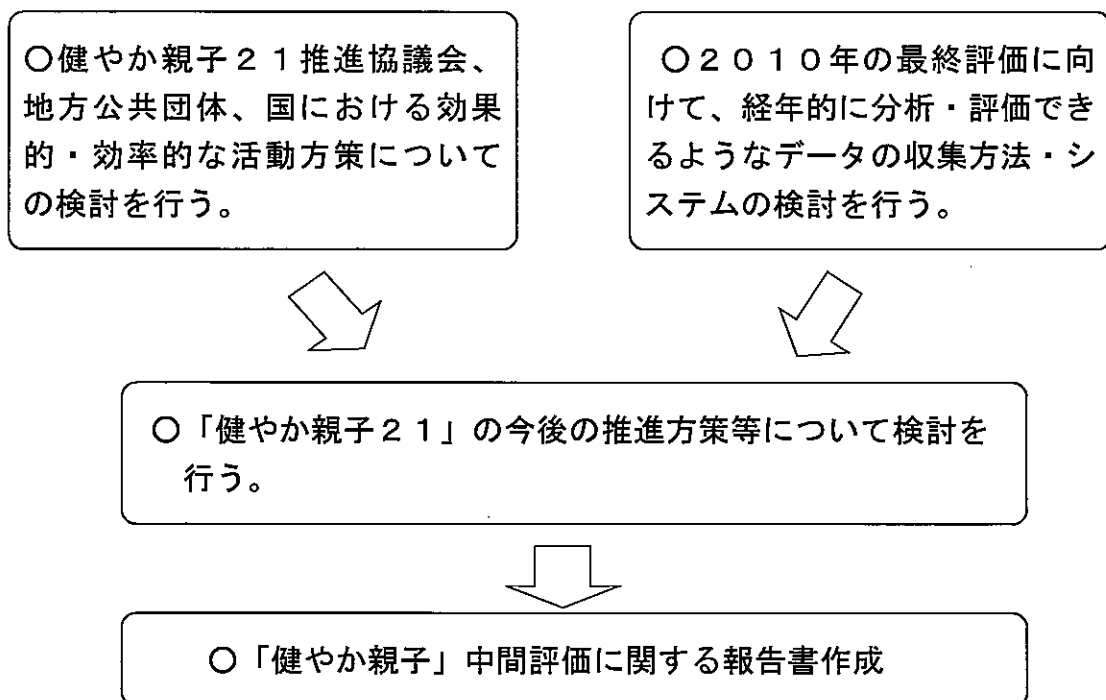 ○健やか親子２１推進協議会、
地方公共団体、国における効果
的・効率的な活動方策について
の検討を行う。
○２０１０年の最終評価に向
けて、経年的に分析・評価でき
るようなデータの収集方法・シ
ステムの検討を行う。
○「健やか親子２１」の今後の推進方策等について検討を
行う。
○「健やか親子」中間評価に関する報告書作成